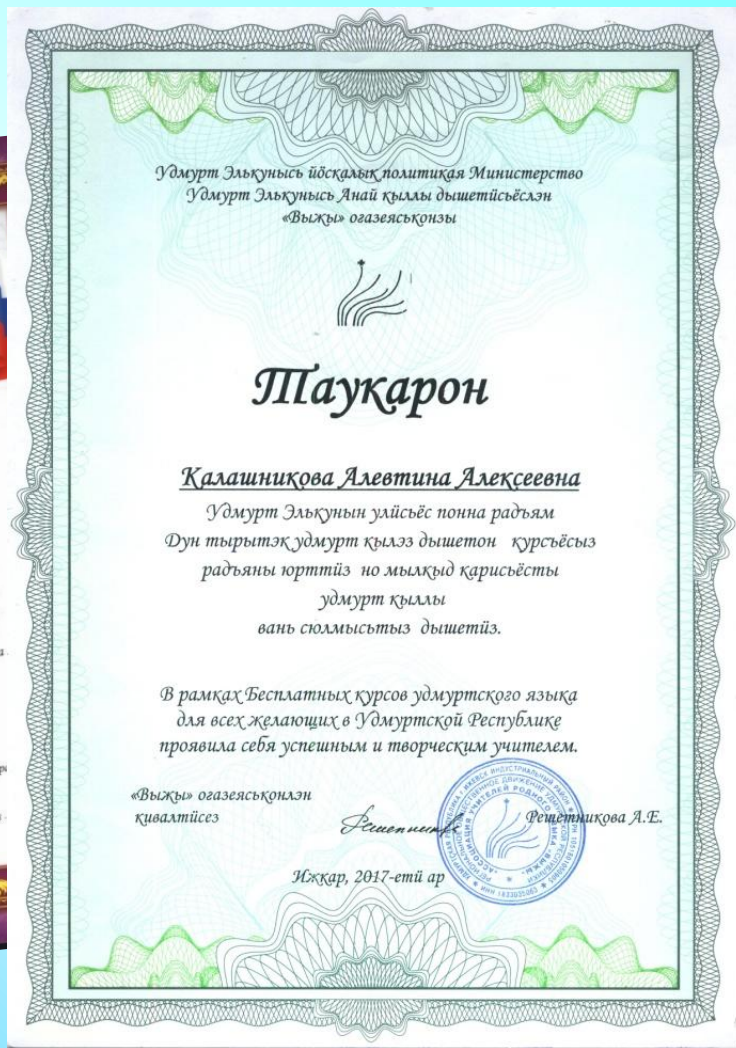 Удмурт Элькунысь йӧскалык политикая Министерство
Удмурт Элькунысь Анай кыллы дышетӥсьёслэн
«Выжы» огазеяськонзы
Таукарон
Калашникова Алевтина Алексеевна
Удмурт Элькунын улӥсьёс понна радъям
Дун тырытэк удмурт кылэз дышетон курсъёсыз
радъяны юрттӥз но мылкыд карисьёсты
удмурт кыллы
вань сюлмысьтыз дышетӥз.
В рамках Бесплатных курсов удмуртского языка
для всех желающих в Удмуртской Республике
проявила себя успешным и творческим учителем.
«Выжы» огазеяськонлэн
кивалтӥсез
Решетникова А.Е.
Ижкар, 2017-етӥ ар